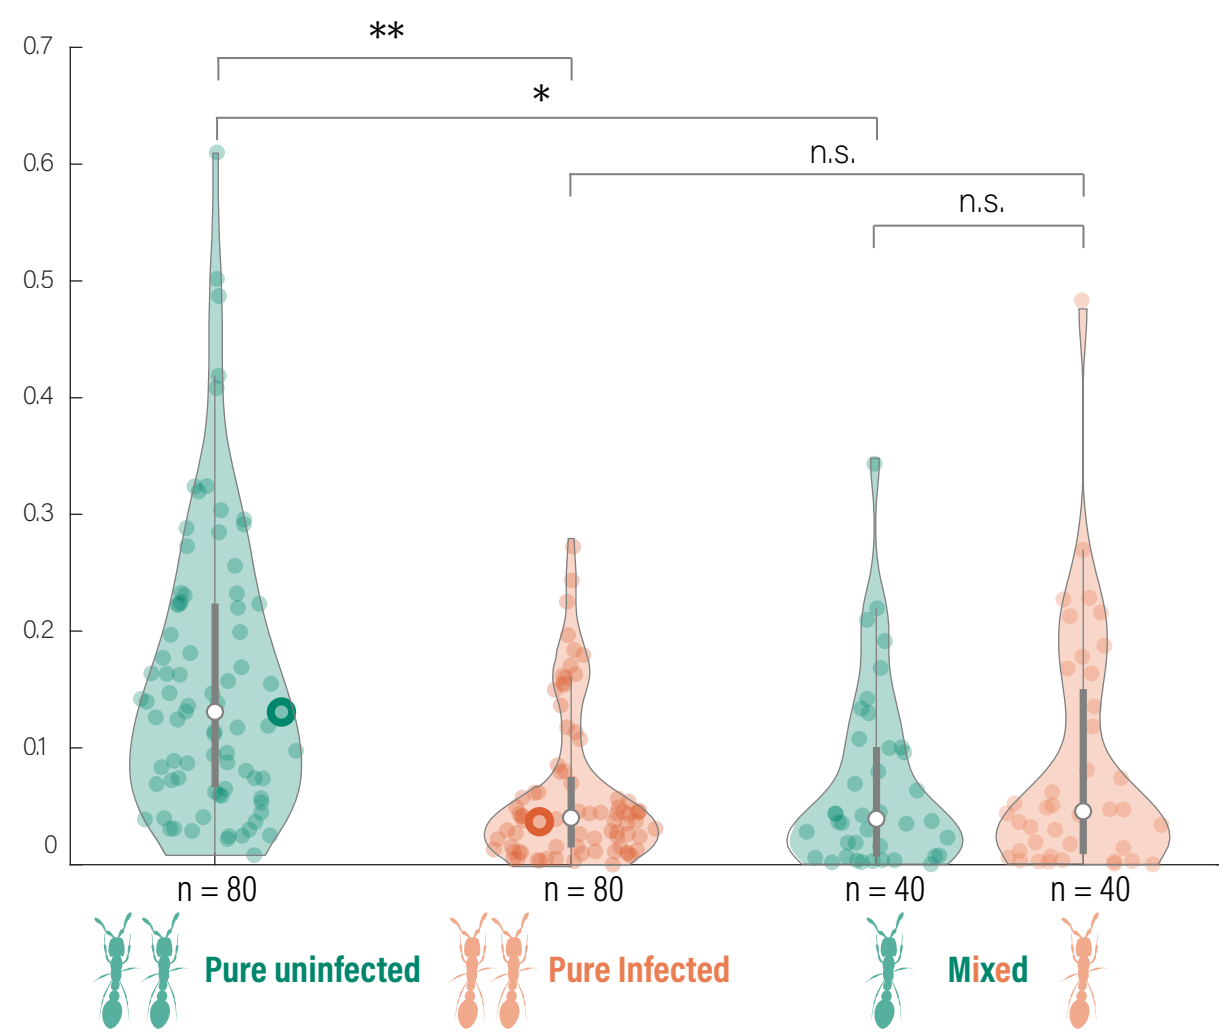 0.7
**
*
0.6
n.s.
n.s.
0.5
0.4
0.3
0.2
0.1
0
n = 80
n = 80
n = 40
n = 40
Pure uninfected
Pure Infected
Mixed